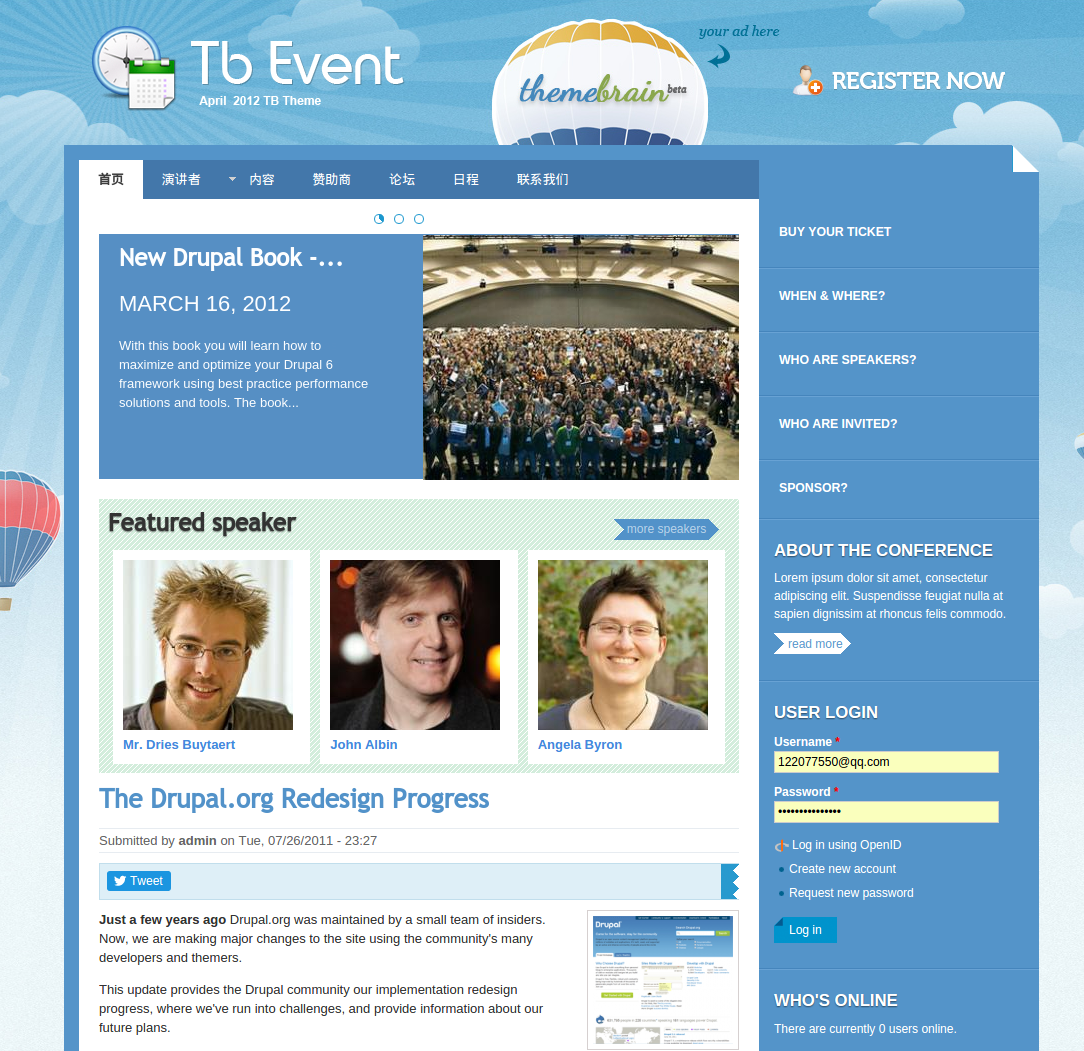 Tb Event
April 2012 TB Theme
themebrain beta
your ad here
REGISTER NOW
首页
演讲者
内容
赞助商
论坛
日程
联系我们
New Drupal Book -...
MARCH 16, 2012
With this book you will learn how to
maximize and optimize your Drupal 6
framework using best practice performance
solutions and tools. The book...
Featured speaker
more speakers
Mr. Dries Buytaert
John Albin
Angela Byron
The Drupal.org Redesign Progress
Submitted by admin on Tue, 07/26/2011 - 23:27
Tweet
Just a few years ago Drupal.org was maintained by a small team of insiders.
Now, we are making major changes to the site using the community's many
developers and themers.
This update provides the Drupal community our implementation redesign
progress, where we've run into challenges, and provide information about our
future plans.
Drupal
BUY YOUR TICKET
WHEN & WHERE?
WHO ARE SPEAKERS?
WHO ARE INVITED?
SPONSOR?
ABOUT THE CONFERENCE
Lorem ipsum dolor sit amet, consectetur
adipiscing elit. Suspendisse feugiat nulla at
sapien dignissim at rhoncus felis commodo.
read more
USER LOGIN
Username *
122077550@qq.com
Password *
•••••••••••••••
Log in using OpenID
Create new account
Request new password
Log in
WHO'S ONLINE
There are currently 0 users online.